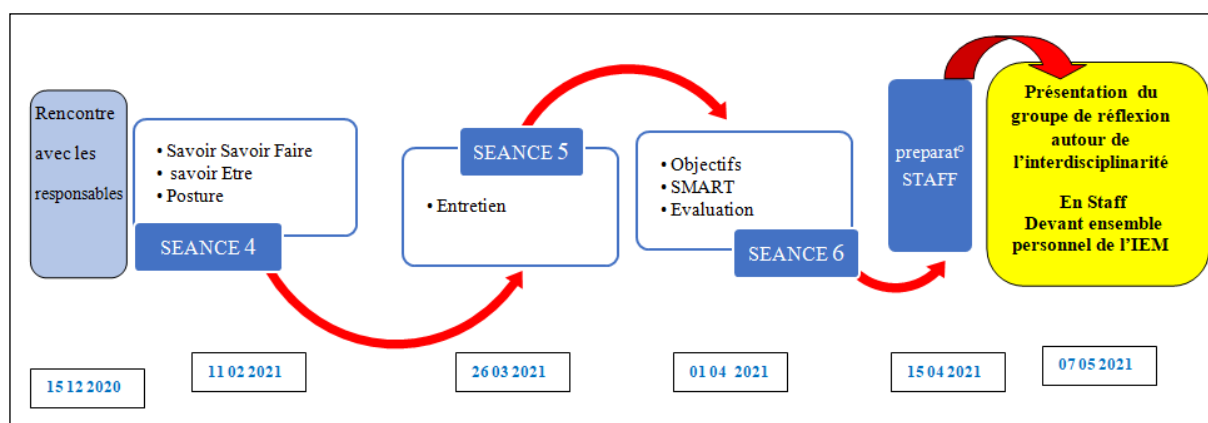 Rencontre
avec les
responsables
• Savoir Savoir Faire
• savoir Etre
• Posture
SEANCE 4
SEANCE 5
• Entretien
• Objectifs
• SMART
• Evaluation
SEANCE 6
preparat°
STAFF
Présentation du
groupe de réflexion
autour de
l'interdisciplinarité
En Staff
Devant ensemble
personnel de l'IEM
15 12 2020
11 02 2021
26 03 2021
01 04 2021
15 04 2021
07 05 2021